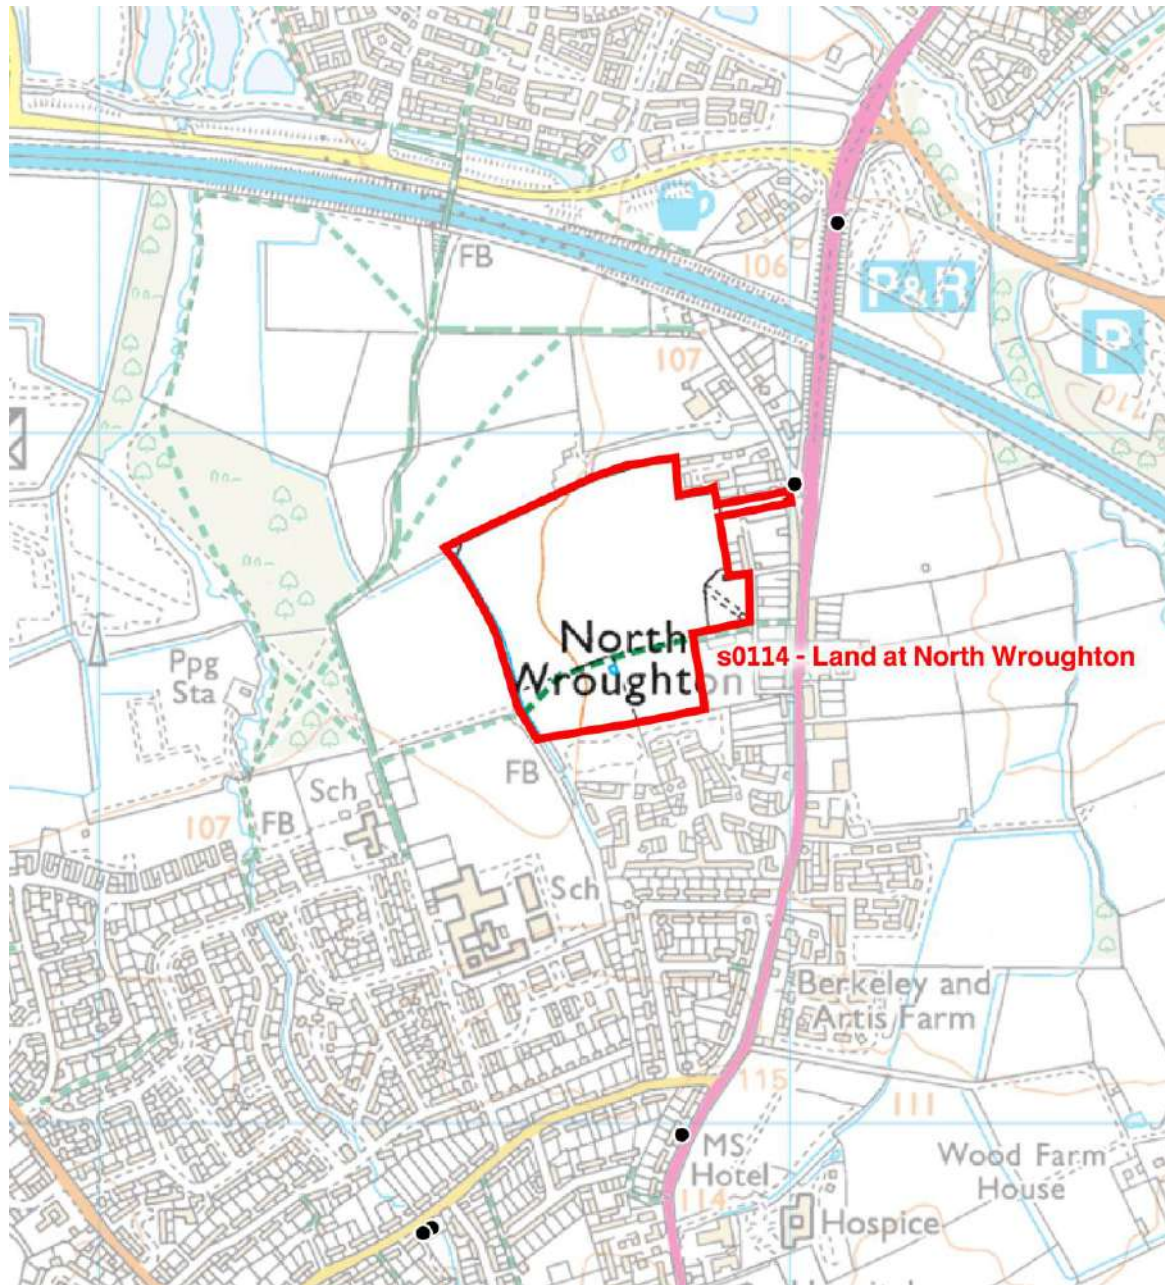 FB
106
P&R
P
107
110
North
Wroughton
s0114 - Land at North Wroughton
Ppg
Sta
Sch
FB
107
FB
Sch
Berkeley and
Artis Farm
115
111
MS
Hotel
Wood Farm
House
114
Hospice